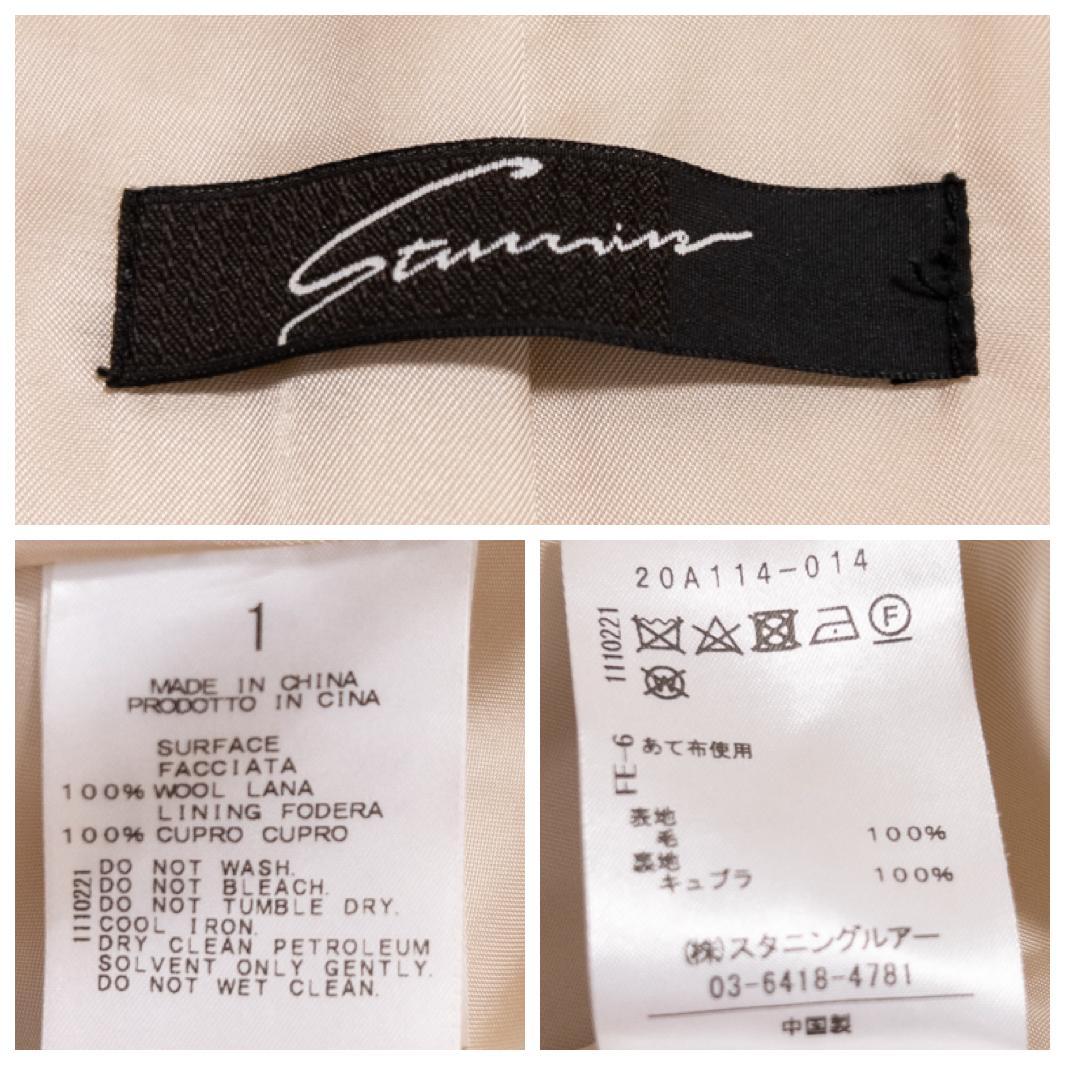 Stunning
1
MADE IN CHINA
PRODOTTO IN CINA
SURFACE
FACCIATA
100% WOOL LANA
LINING FODERA
100% CUPRO CUPRO
1110221
DO NOT WASH.
DO NOT BLEACH.
DO NOT TUMBLE DRY.
COOL IRON.
DRY CLEAN PETROLEUM
SOLVENT ONLY GENTLY.
DO NOT WET CLEAN.
20A114-014
1110221
F
W
FE-6
あて布使用
表地
毛 100%
裏地
キュプラ 100%
(株)スタニングルアー
03-6418-4781
中国製